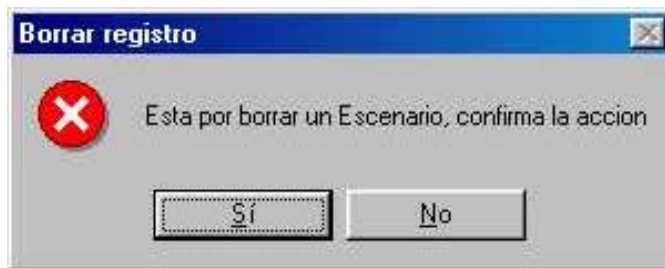 Borrar registro
Esta por borrar un Escenario, confirma la accion
Sí No